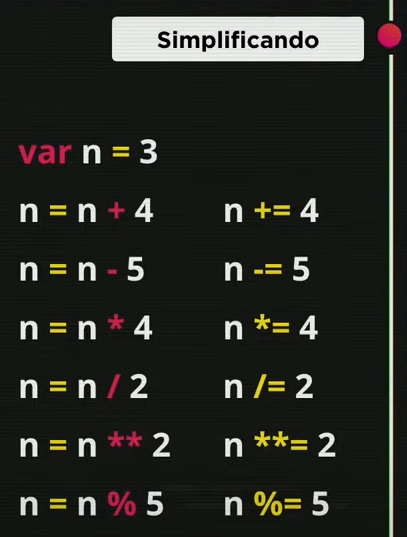 Simplificando
var n = 3
n = n + 4 n += 4
n = n - 5 n -= 5
n = n * 4 n *= 4
n = n / 2 n /= 2
n = n ** 2 n **= 2
n = n % 5 n %= 5